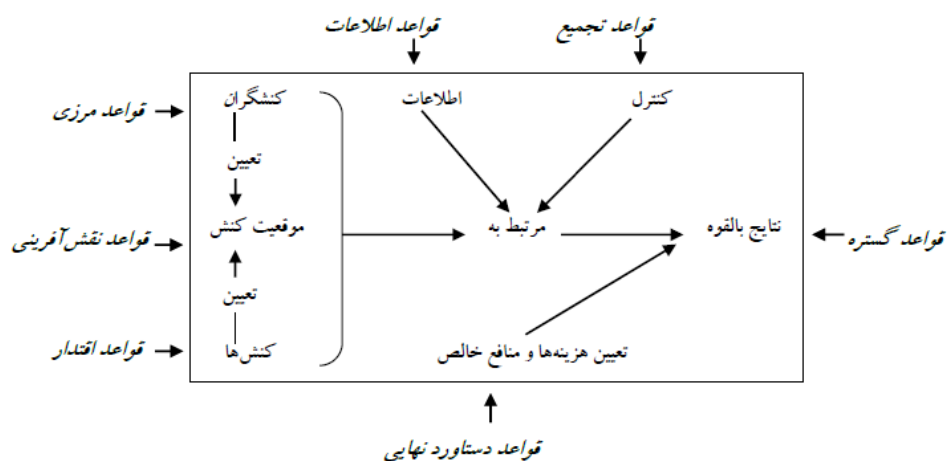 قواعد اطلاعات
قواعد تجمیع
قواعد مرزی
کنشگران
اطلاعات
کنترل
تعیین
قواعد نقش‌آفرینی
موقعیت کنش
مرتبط به
نتایج بالقوه
قواعد گستره
تعیین
قواعد اقتدار
کنش‌ها
تعیین هزینه‌ها و منافع خالص
قواعد دستاورد نهایی